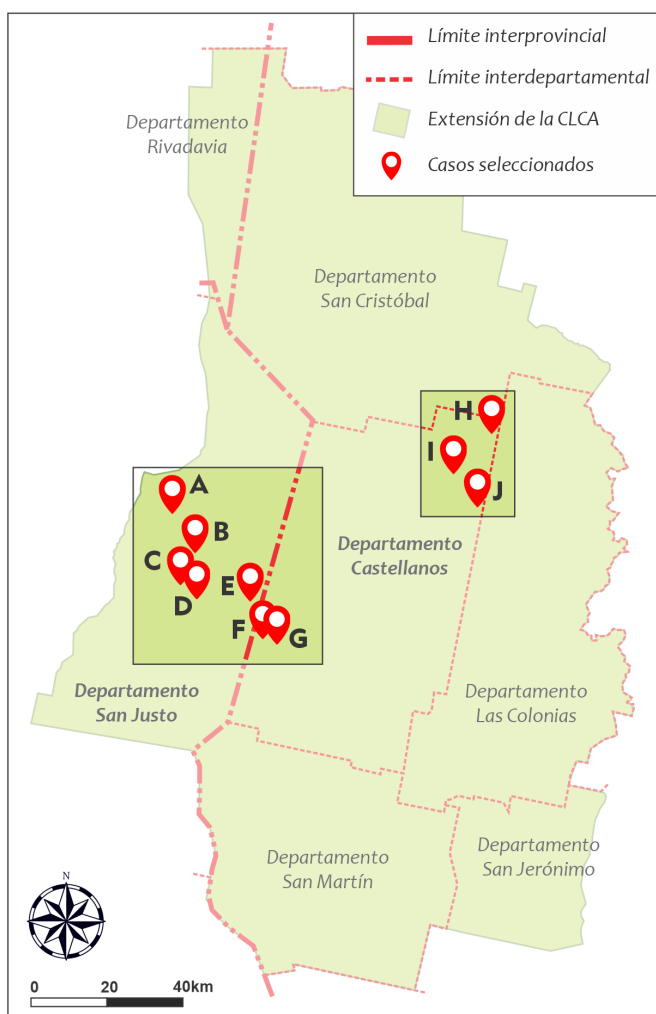 Límite interprovincial
Límite interdepartamental
Extensión de la CLCA
Casos seleccionados
Departamento
Rivadavia
Departamento
San Cristóbal
H
I
J
A
B
C
D
E
F
G
Departamento
Castellanos
Departamento
San Justo
Departamento
Las Colonias
Departamento
San Martín
Departamento
San Jerónimo
N
0 20 40km